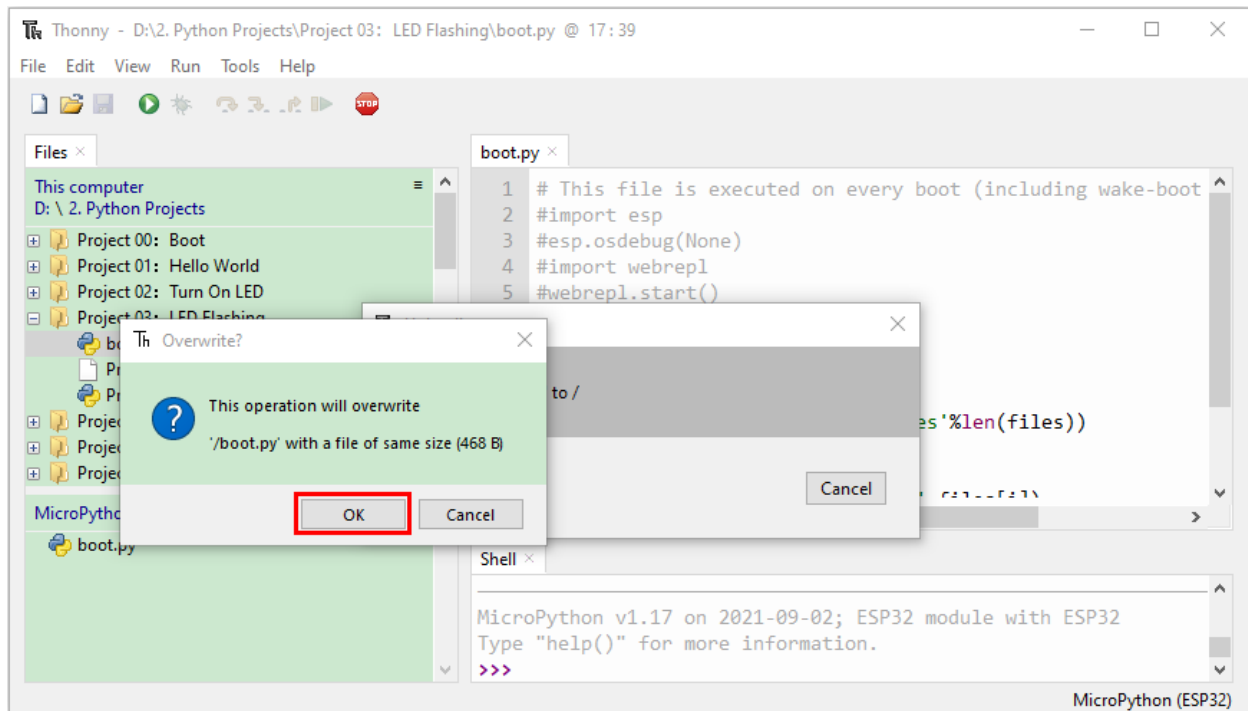 Thonny - D:\2. Python Projects\Project 03: LED Flashing\boot.py @ 17:39
File Edit View Run Tools Help
STOP
Files
This computer
D: \ 2. Python Projects
Project 00: Boot
Project 01: Hello World
Project 02: Turn On LED
Project 03: LED Flashing
boot.py
1 # This file is executed on every boot (including wake-boot
2 #import esp
3 #esp.osdebug(None)
4 #import webrepl
5 #webrepl.start()
%len(files))
files[i])
to /
Cancel
Overwrite?
This operation will overwrite
'/boot.py' with a file of same size (468 B)
OK Cancel
boot.py
Shell
MicroPython v1.17 on 2021-09-02; ESP32 module with ESP32
Type "help()" for more information.
>>>
MicroPython (ESP32)